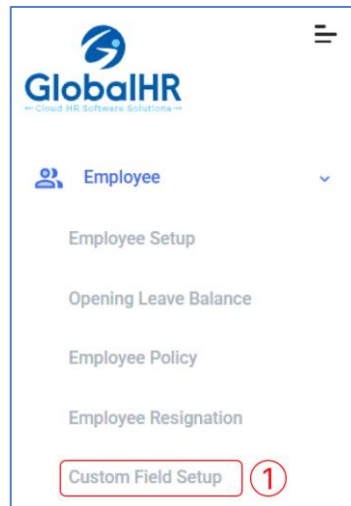 GlobalHR
Cloud HR Software Solutions
Employee
Employee Setup
Opening Leave Balance
Employee Policy
Employee Resignation
Custom Field Setup 1